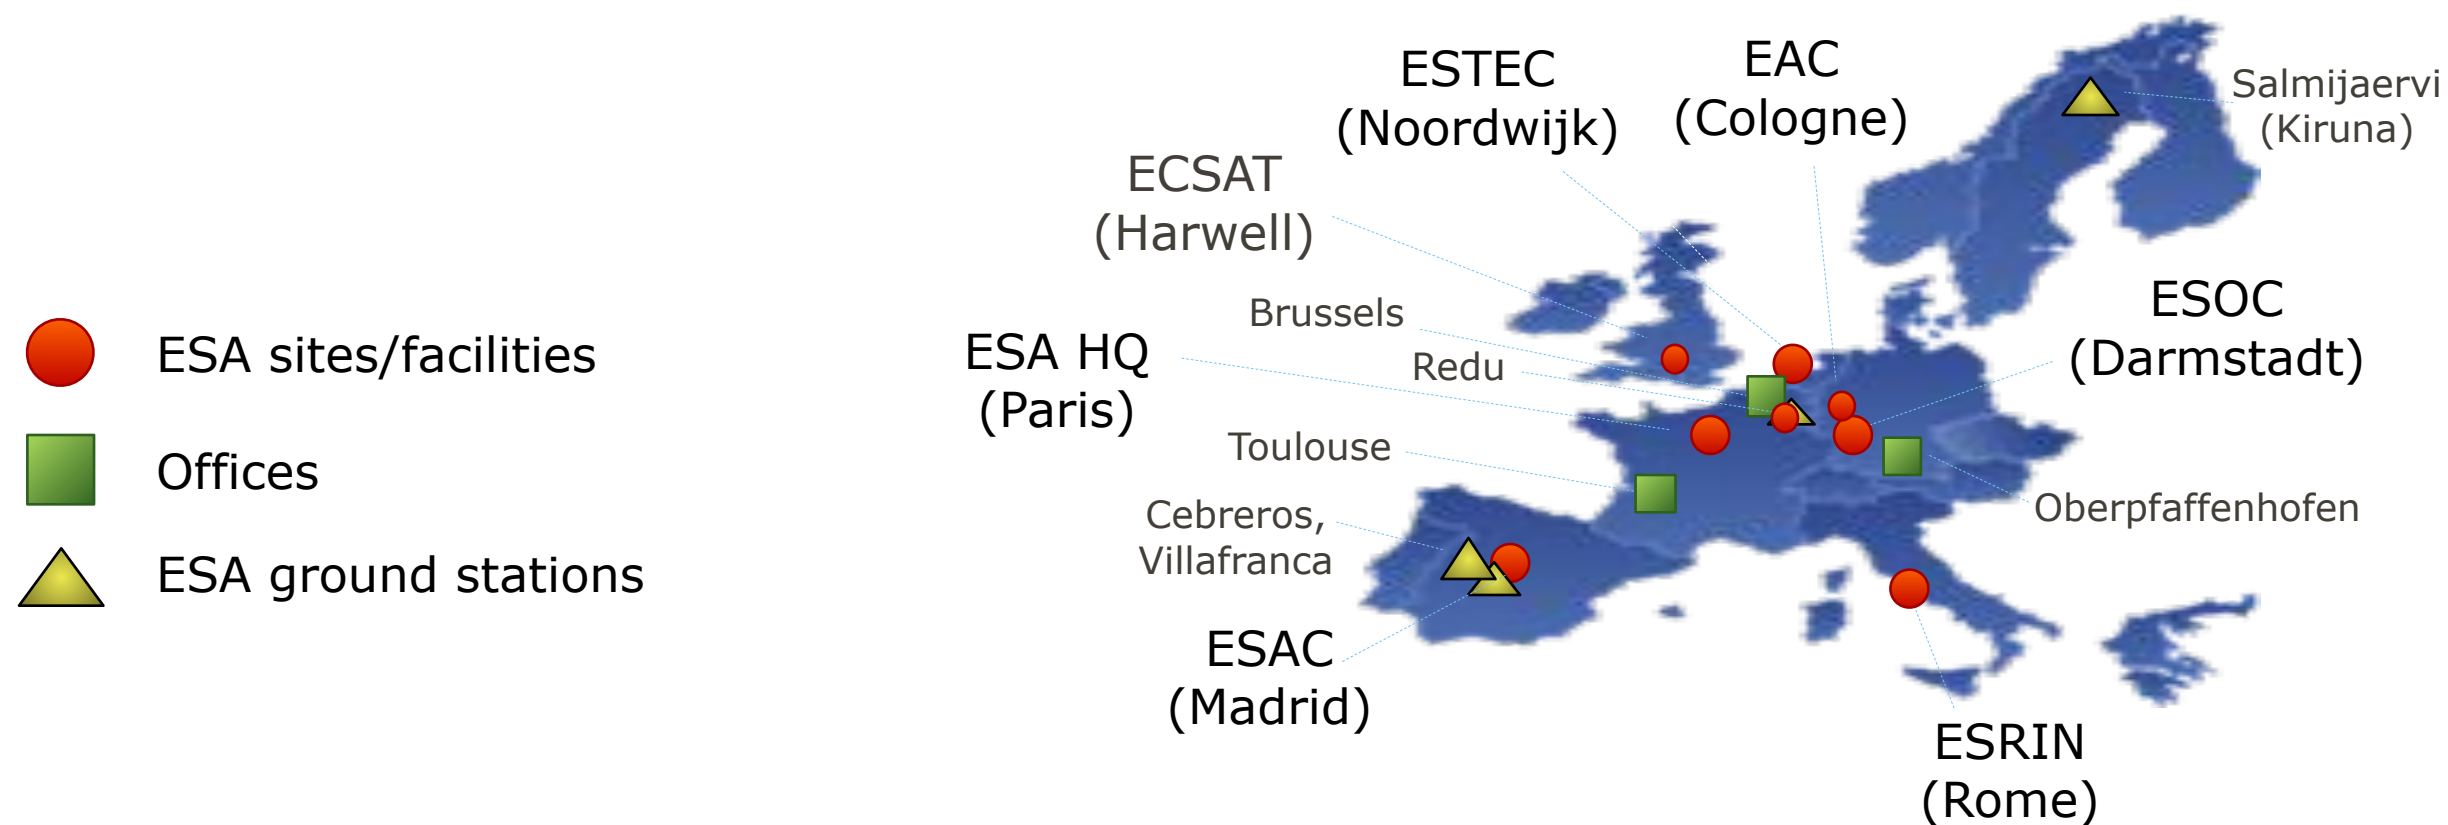 ESA sites/facilities
Offices
ESA ground stations
ESTEC
(Noordwijk)
EAC
(Cologne)
Salmijaervi
(Kiruna)
ECSAT
(Harwell)
Brussels
Redu
ESA HQ
(Paris)
Toulouse
Cebreros,
Villafranca
ESAC
(Madrid)
ESOC
(Darmstadt)
Oberpfaffenhofen
ESRIN
(Rome)